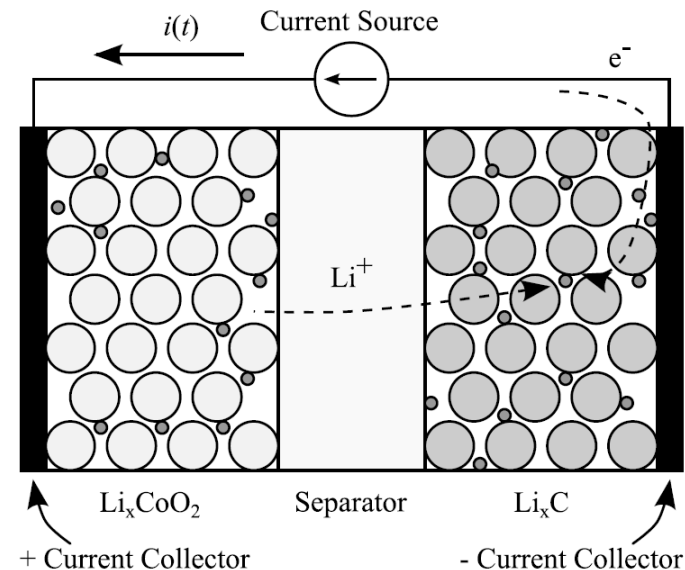 Current Source
i(t)
e⁻
Li⁺
LiₓCoO₂
Separator
LiₓC
+ Current Collector
- Current Collector